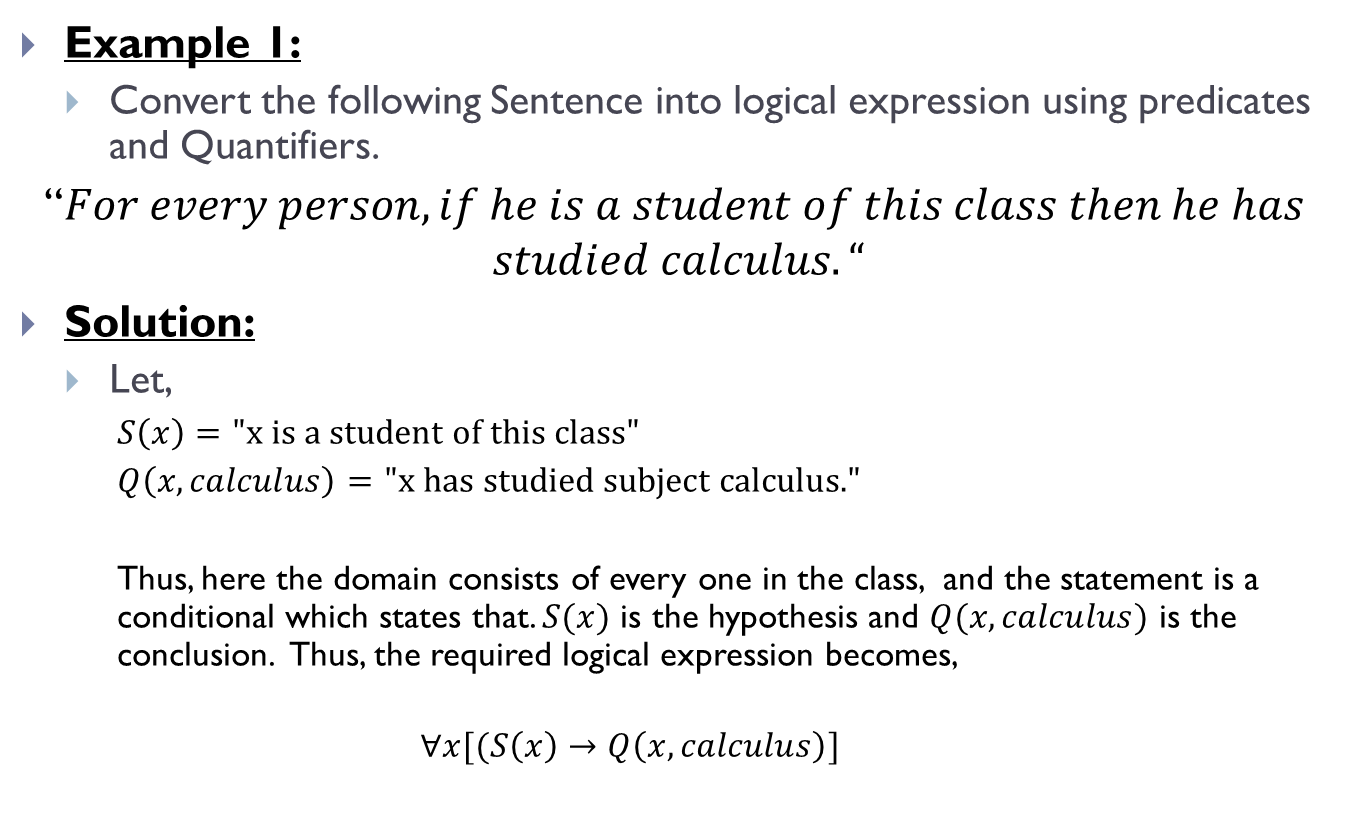 Example 1:
Convert the following Sentence into logical expression using predicates
and Quantifiers.
“For every person, if he is a student of this class then he has
studied calculus. “
Solution:
Let,
S(x) = "x is a student of this class"
Q(x, calculus) = "x has studied subject calculus."
Thus, here the domain consists of every one in the class, and the statement is a
conditional which states that. S(x) is the hypothesis and Q(x, calculus) is the
conclusion. Thus, the required logical expression becomes,
∀x[(S(x) → Q(x, calculus)]